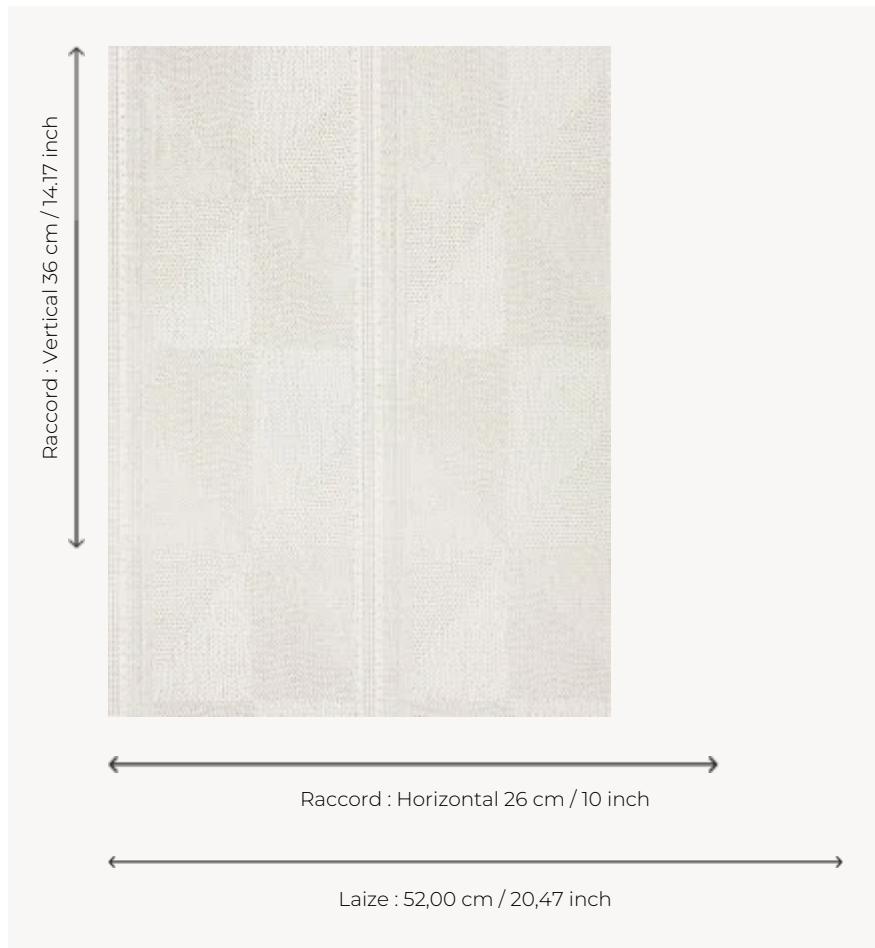 Raccord : Vertical 36 cm / 14.17 inch
Raccord : Horizontal 26 cm / 10 inch
Laize : 52,00 cm / 20,47 inch